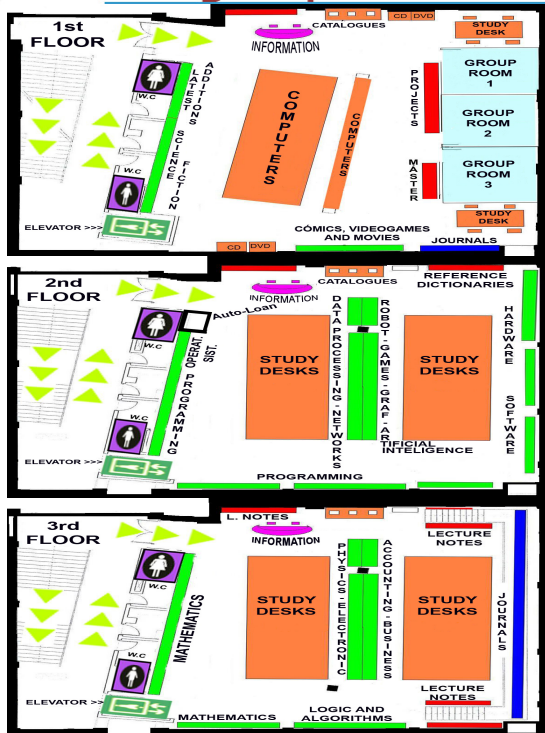 1st
FLOOR
W.C
LATEST ADDITIONS
SCIENCE FICTION
W.C
ELEVATOR >>>
INFORMATION
CATALOGUES
CD DVD
STUDY
DESK
COMPUTERS
COMPUTERS
PROJECTS
MASTER
GROUP
ROOM
1
GROUP
ROOM
2
GROUP
ROOM
3
STUDY
DESK
CD DVD
CÓMICS, VIDEOGAMES
AND MOVIES
JOURNALS
2nd
FLOOR
W.C
Auto-Loan
OPERAT.
SIST.
PROGRAMMING
W.C
ELEVATOR >>>
INFORMATION
CATALOGUES
REFERENCE
DICTIONARIES
STUDY
DESKS
DATA PROCESSING-NETWORKS
ROBOT-GAMES-GRAF-AR
TIFICIAL
INTELIGENCE
STUDY
DESKS
HARDWARE
SOFTWARE
PROGRAMMING
3rd
FLOOR
W.C
MATHEMATICS
W.C
ELEVATOR >>
L. NOTES
INFORMATION
STUDY
DESKS
PHYSICS-ELECTRONIC
ACCOUNTING-BUSINESS
STUDY
DESKS
LECTURE
NOTES
JOURNALS
LECTURE
NOTES
MATHEMATICS
LOGIC AND
ALGORITHMS